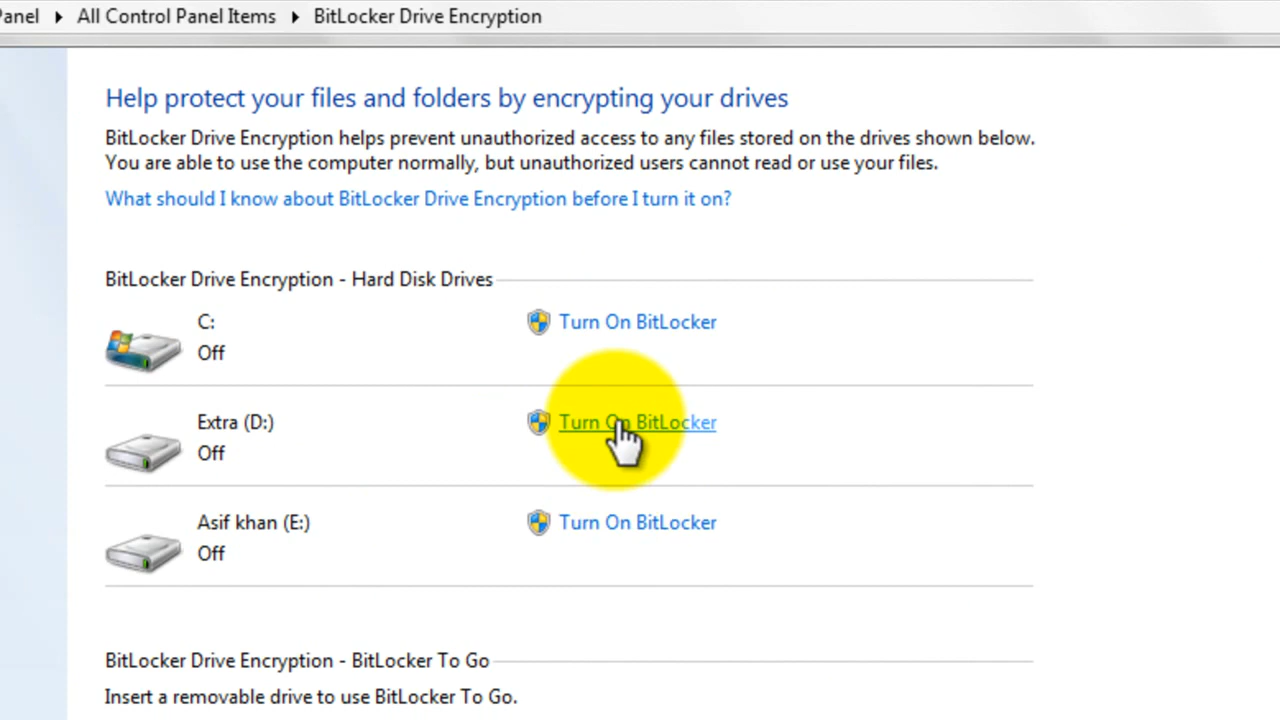 Panel ▸ All Control Panel Items ▸ BitLocker Drive Encryption
Help protect your files and folders by encrypting your drives
BitLocker Drive Encryption helps prevent unauthorized access to any files stored on the drives shown below.
You are able to use the computer normally, but unauthorized users cannot read or use your files.
What should I know about BitLocker Drive Encryption before I turn it on?
BitLocker Drive Encryption - Hard Disk Drives
C: Turn On BitLocker
Off
Extra (D:) Turn On BitLocker
Off
Asif khan (E:) Turn On BitLocker
Off
BitLocker Drive Encryption - BitLocker To Go
Insert a removable drive to use BitLocker To Go.